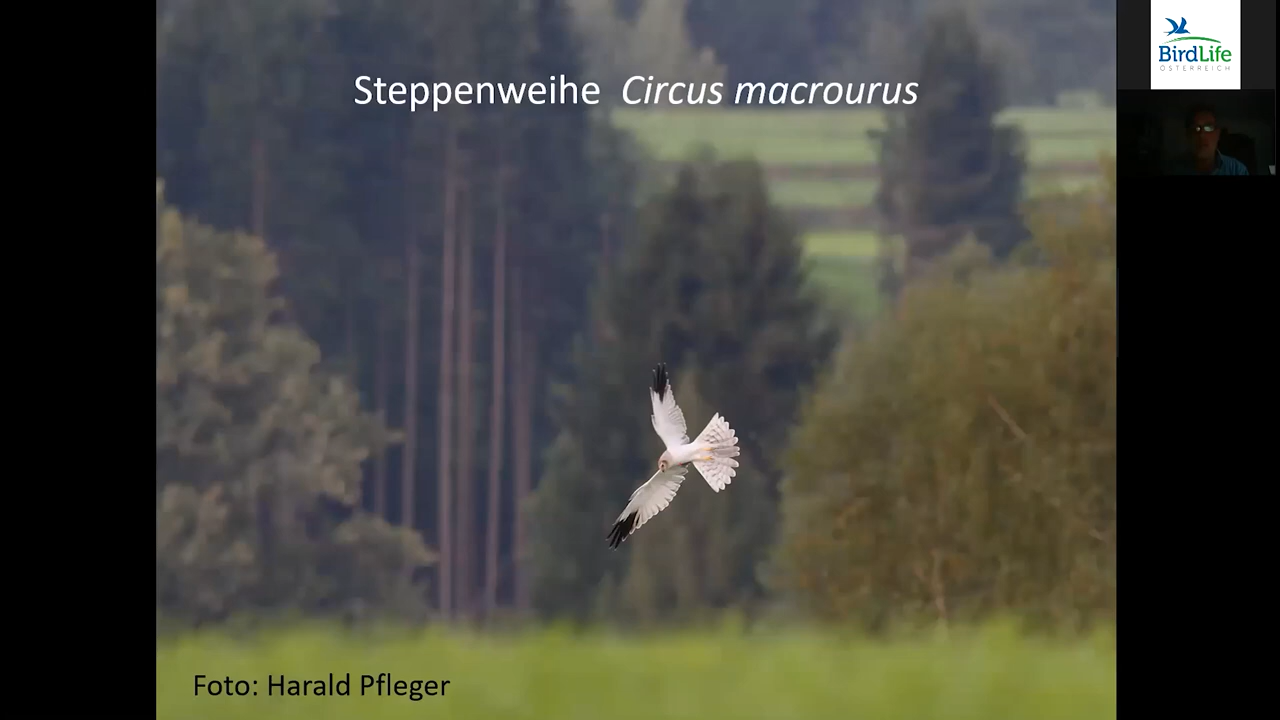 Steppenweihe Circus macrourus
BirdLife
ÖSTERREICH
Foto: Harald Pfleger